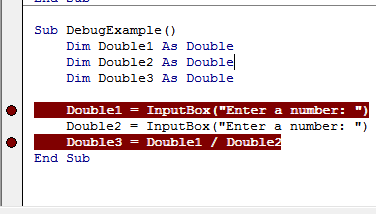 End Sub
Sub DebugExample()
    Dim Double1 As Double
    Dim Double2 As Double
    Dim Double3 As Double
    Double1 = InputBox("Enter a number: ")
    Double2 = InputBox("Enter a number: ")
    Double3 = Double1 / Double2
End Sub